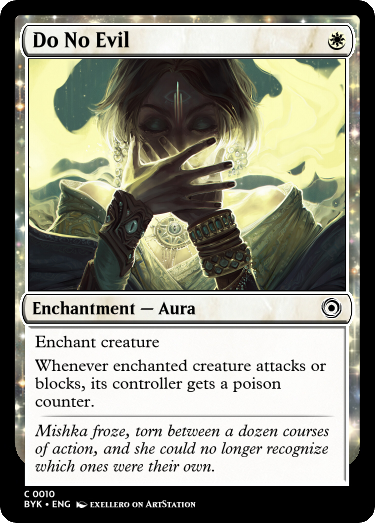 Do No Evil
Enchantment — Aura
Enchant creature
Whenever enchanted creature attacks or
blocks, its controller gets a poison
counter.
Mishka froze, torn between a dozen courses
of action, and she could no longer recognize
which ones were their own.
C 0010
BYK • ENG EXELLERO ON ARTSTATION